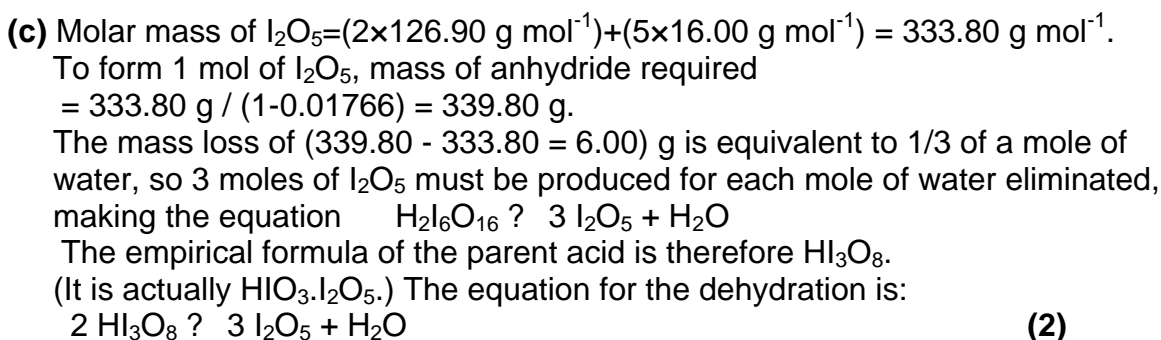 (c) Molar mass of I₂O₅=(2×126.90 g mol⁻¹)+(5×16.00 g mol⁻¹) = 333.80 g mol⁻¹.
To form 1 mol of I₂O₅, mass of anhydride required
= 333.80 g / (1-0.01766) = 339.80 g.
The mass loss of (339.80 - 333.80 = 6.00) g is equivalent to 1/3 of a mole of
water, so 3 moles of I₂O₅ must be produced for each mole of water eliminated,
making the equation H₂I₆O₁₆ ? 3 I₂O₅ + H₂O
The empirical formula of the parent acid is therefore HI₃O₈.
(It is actually HIO₃.I₂O₅.) The equation for the dehydration is:
2 HI₃O₈ ? 3 I₂O₅ + H₂O (2)